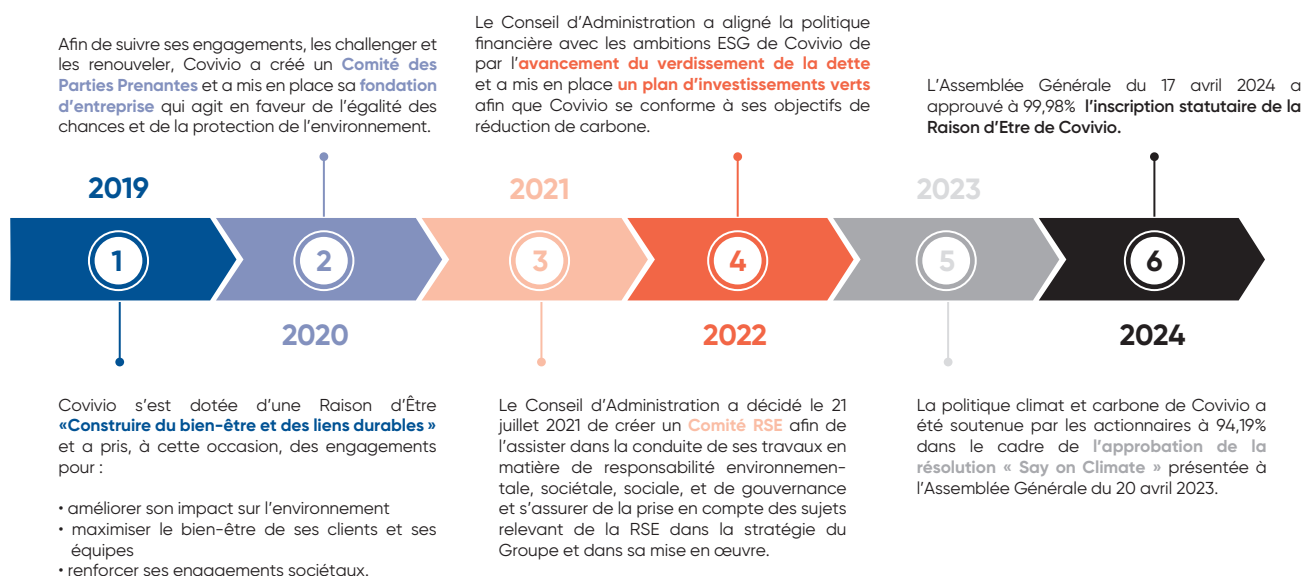 Afin de suivre ses engagements, les challenger et
les renouveler, Covivio a créé un Comité des
Parties Prenantes et a mis en place sa fondation
d'entreprise qui agit en faveur de l'égalité des
chances et de la protection de l'environnement.
Le Conseil d'Administration a aligné la politique
financière avec les ambitions ESG de Covivio de
par l'avancement du verdissement de la dette
et a mis en place un plan d'investissements verts
afin que Covivio se conforme à ses objectifs de
réduction de carbone.
L'Assemblée Générale du 17 avril 2024 a
approuvé à 99,98% l'inscription statutaire de la
Raison d'Etre de Covivio.
2019
2021
2023
1
2
3
4
5
6
2020
2022
2024
Covivio s'est dotée d'une Raison d'Être
«Construire du bien-être et des liens durables »
et a pris, à cette occasion, des engagements
pour :
• améliorer son impact sur l'environnement
• maximiser le bien-être de ses clients et ses
équipes
• renforcer ses engagements sociétaux.
Le Conseil d'Administration a décidé le 21
juillet 2021 de créer un Comité RSE afin de
l'assister dans la conduite de ses travaux en
matière de responsabilité environnemen-
tale, sociétale, sociale, et de gouvernance
et s'assurer de la prise en compte des sujets
relevant de la RSE dans la stratégie du
Groupe et dans sa mise en œuvre.
La politique climat et carbone de Covivio a
été soutenue par les actionnaires à 94,19%
dans le cadre de l'approbation de la
résolution « Say on Climate » présentée à
l'Assemblée Générale du 20 avril 2023.